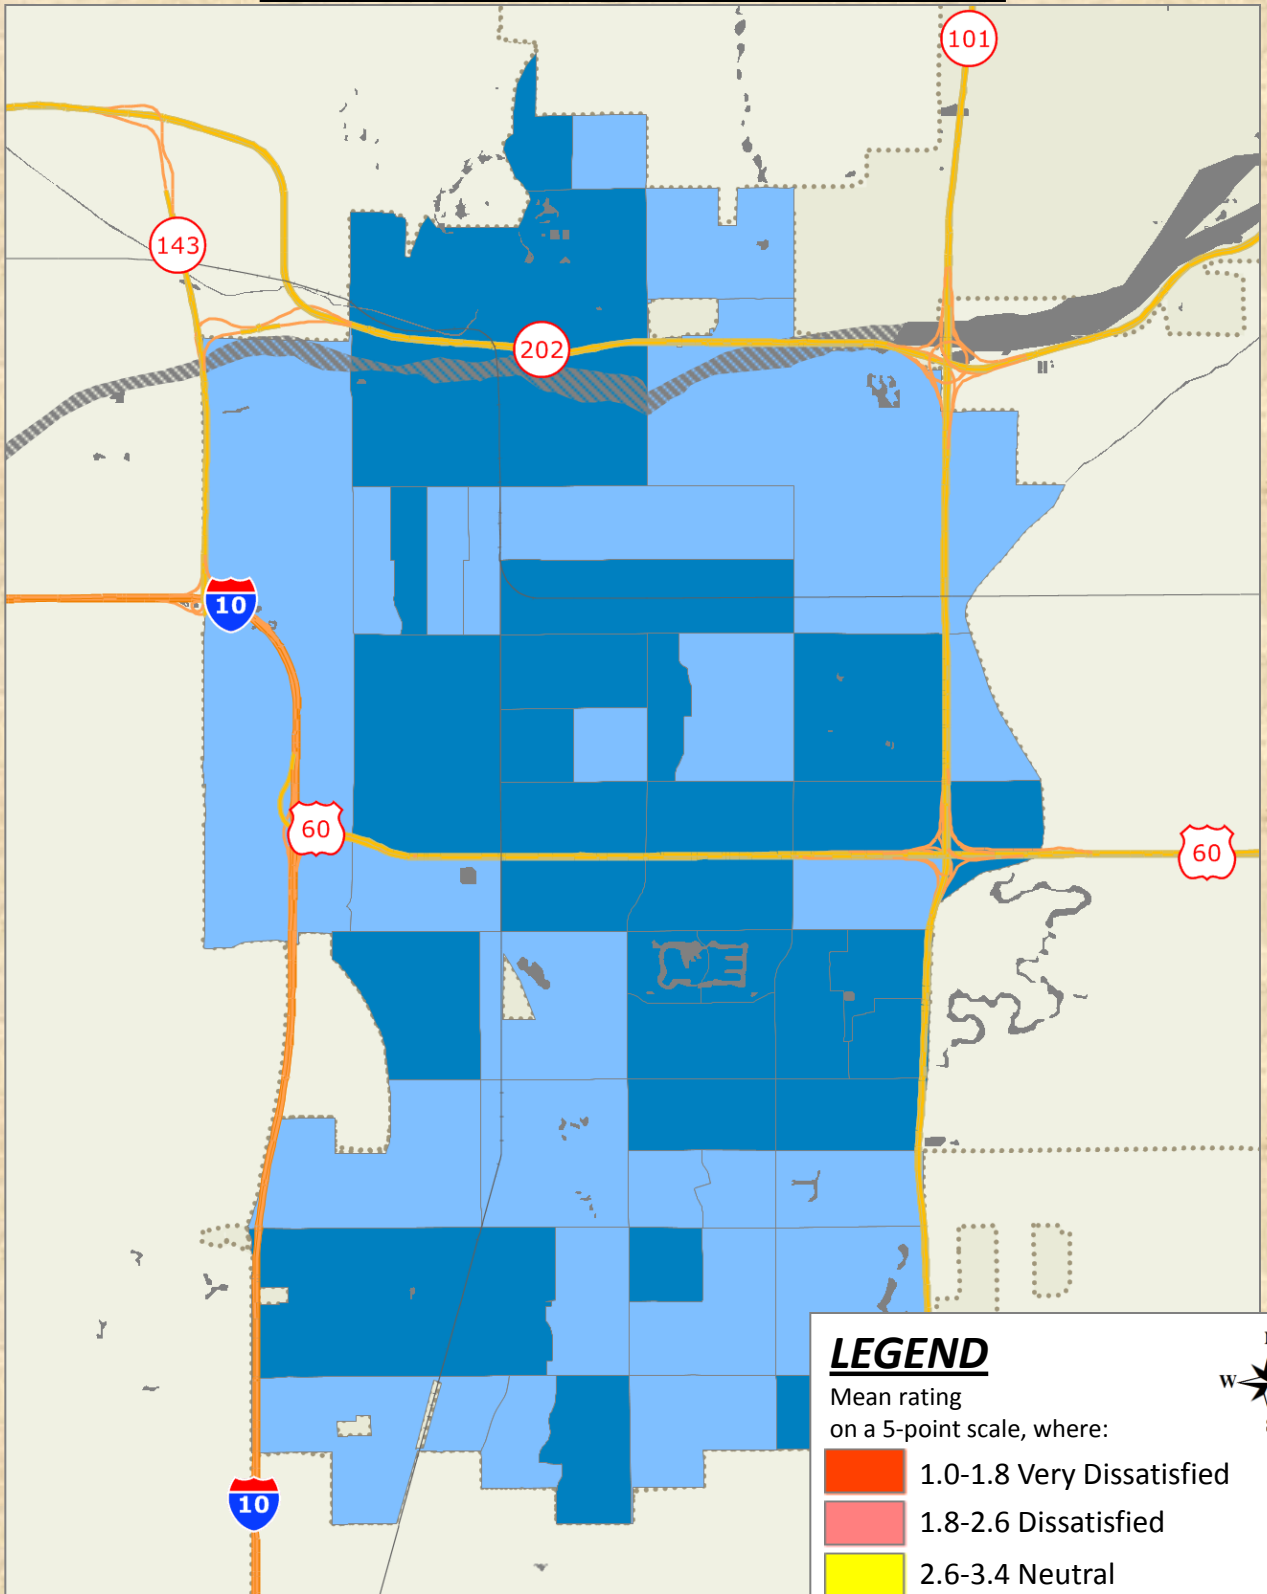 101
143
202
10
60
60
10
LEGEND
W
Mean rating
on a 5-point scale, where:
1.0-1.8 Very Dissatisfied
1.8-2.6 Dissatisfied
2.6-3.4 Neutral